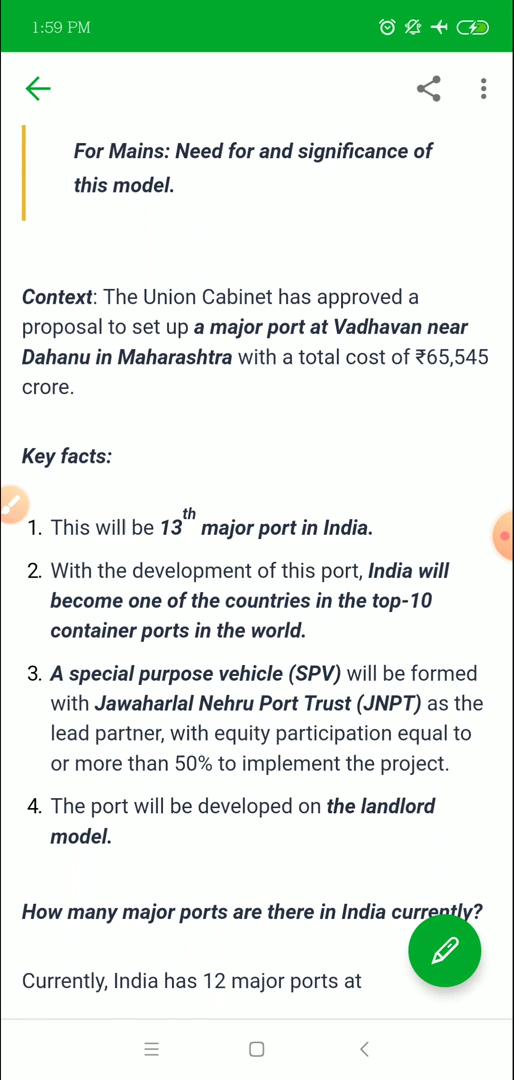 1:59 PM
For Mains: Need for and significance of
this model.
Context: The Union Cabinet has approved a
proposal to set up a major port at Vadhavan near
Dahanu in Maharashtra with a total cost of ₹65,545
crore.
Key facts:
1. This will be 13th major port in India.
2. With the development of this port, India will
become one of the countries in the top-10
container ports in the world.
3. A special purpose vehicle (SPV) will be formed
with Jawaharlal Nehru Port Trust (JNPT) as the
lead partner, with equity participation equal to
or more than 50% to implement the project.
4. The port will be developed on the landlord
model.
How many major ports are there in India currently?
Currently, India has 12 major ports at